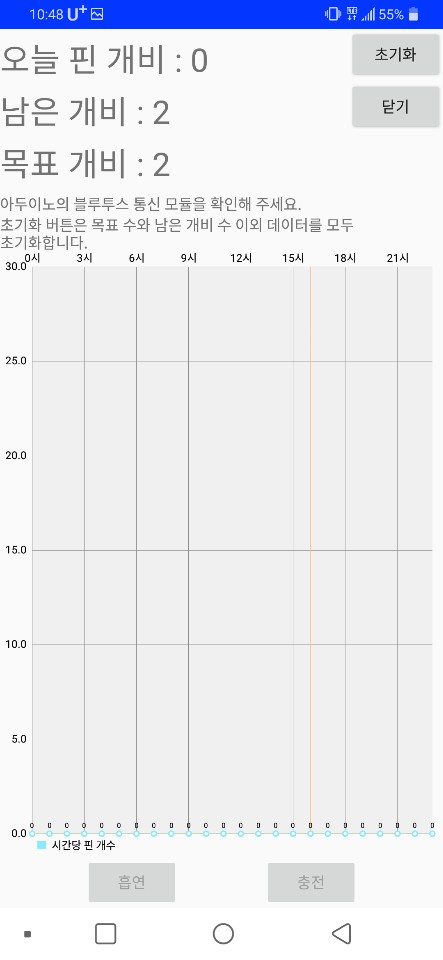 10:48 U+ 55%
오늘 핀 개비 : 0
초기화
남은 개비 : 2
닫기
목표 개비 : 2
아두이노의 블루투스 통신 모듈을 확인해 주세요.
초기화 버튼은 목표 수와 남은 개비 수 이외 데이터를 모두
초기화합니다.
0시 3시 6시 9시 12시 15시 18시 21시
30.0
25.0
20.0
15.0
10.0
5.0
0 0 0 0 0 0 0 0 0 0 0 0 0 0 0 0 0 0 0 0 0 0 0 0
0.0
시간당 핀 개수
흡연 충전